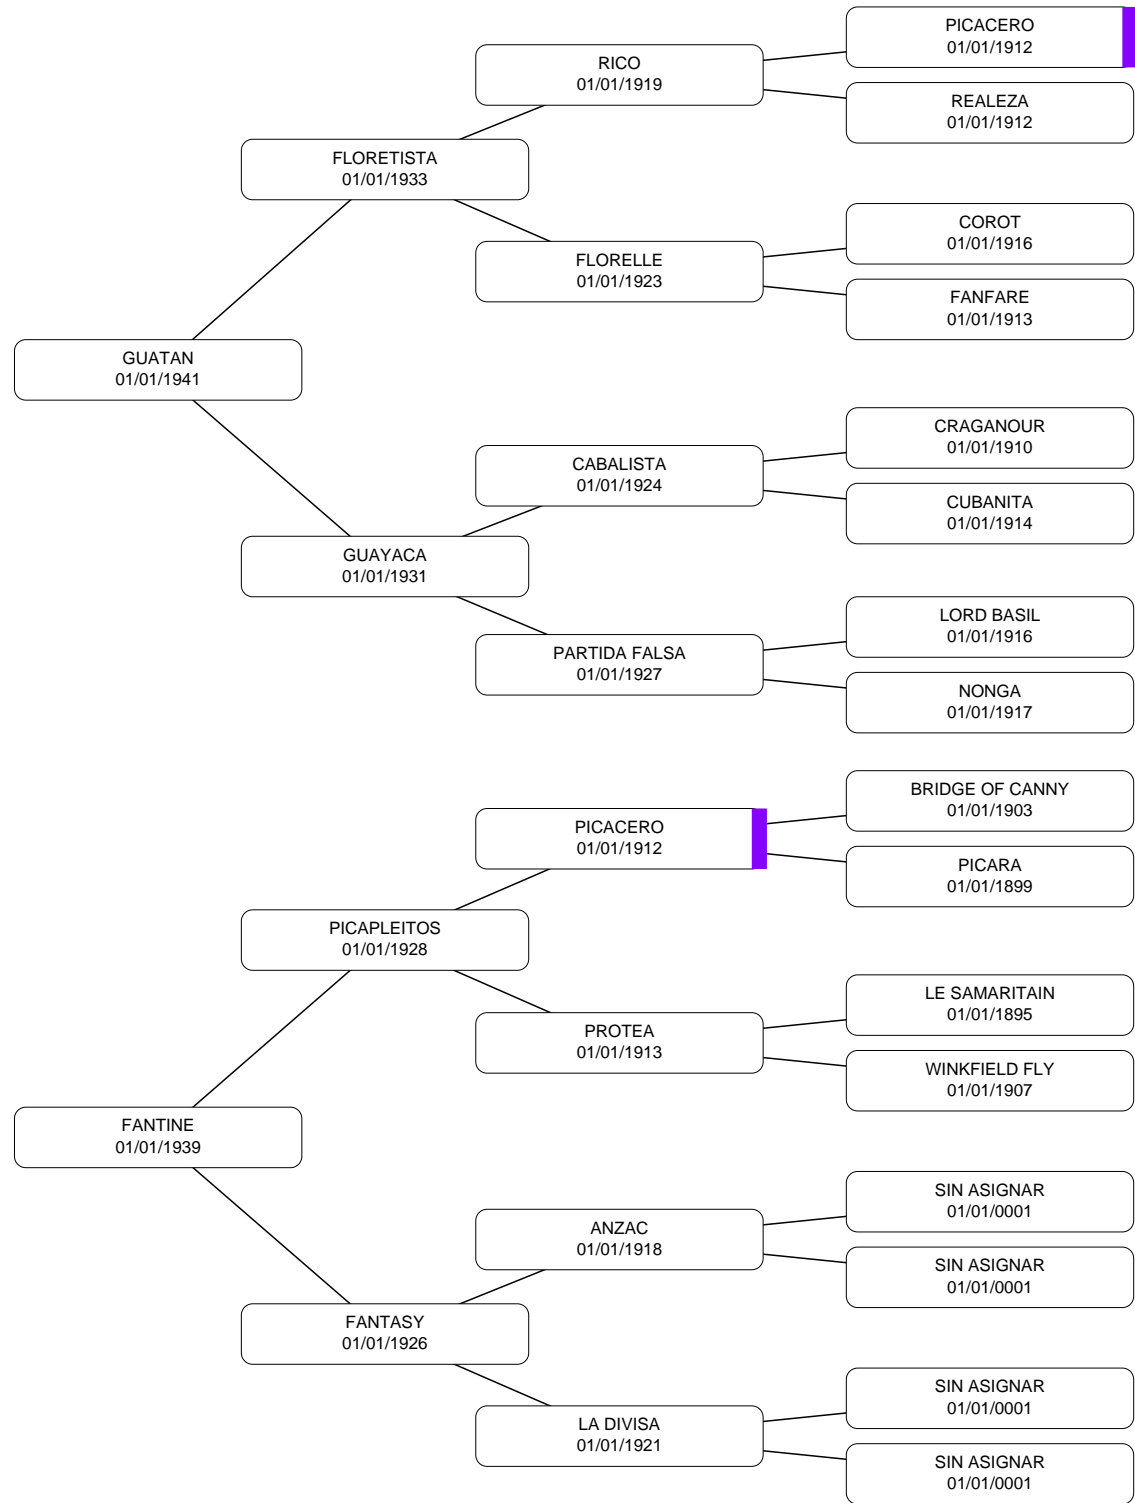 PICACERO
01/01/1912
RICO
01/01/1919
REALEZA
01/01/1912
FLORETISTA
01/01/1933
COROT
01/01/1916
FLORELLE
01/01/1923
FANFARE
01/01/1913
GUATAN
01/01/1941
CRAGANOUR
01/01/1910
CABALISTA
01/01/1924
CUBANITA
01/01/1914
GUAYACA
01/01/1931
LORD BASIL
01/01/1916
PARTIDA FALSA
01/01/1927
NONGA
01/01/1917
BRIDGE OF CANNY
01/01/1903
PICACERO
01/01/1912
PICARA
01/01/1899
PICAPLEITOS
01/01/1928
LE SAMARITAIN
01/01/1895
PROTEA
01/01/1913
WINKFIELD FLY
01/01/1907
FANTINE
01/01/1939
SIN ASIGNAR
01/01/0001
ANZAC
01/01/1918
SIN ASIGNAR
01/01/0001
FANTASY
01/01/1926
SIN ASIGNAR
01/01/0001
LA DIVISA
01/01/1921
SIN ASIGNAR
01/01/0001